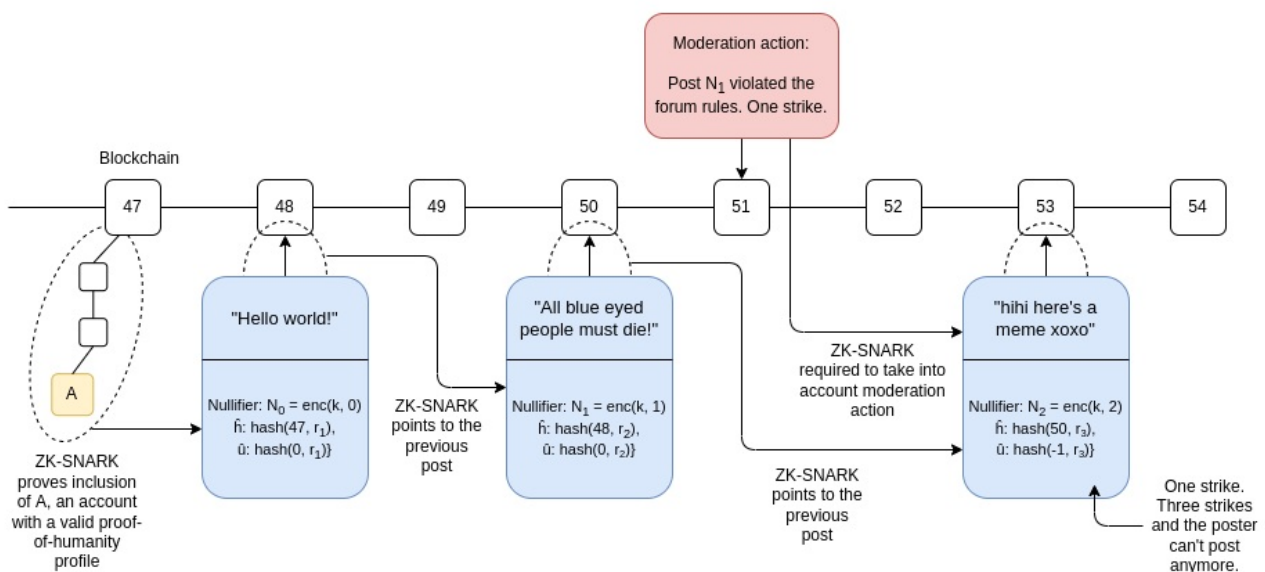 Moderation action:
Post N₁ violated the
forum rules. One strike.
Blockchain
47
48
49
50
51
52
53
54
A
ZK-SNARK
proves inclusion
of A, an account
with a valid proof-
of-humanity
profile
"Hello world!"
Nullifier: N₀ = enc(k, 0)
ĥ: hash(47, r₁),
û: hash(0, r₁)}
ZK-SNARK
points to the
previous
post
"All blue eyed
people must die!"
Nullifier: N₁ = enc(k, 1)
ĥ: hash(48, r₂),
û: hash(0, r₂)}
ZK-SNARK
points to the
previous
post
ZK-SNARK
required to take into
account moderation
action
"hihi here's a
meme xoxo"
Nullifier: N₂ = enc(k, 2)
ĥ: hash(50, r₃),
û: hash(-1, r₃)}
One strike.
Three strikes
and the poster
can't post
anymore.